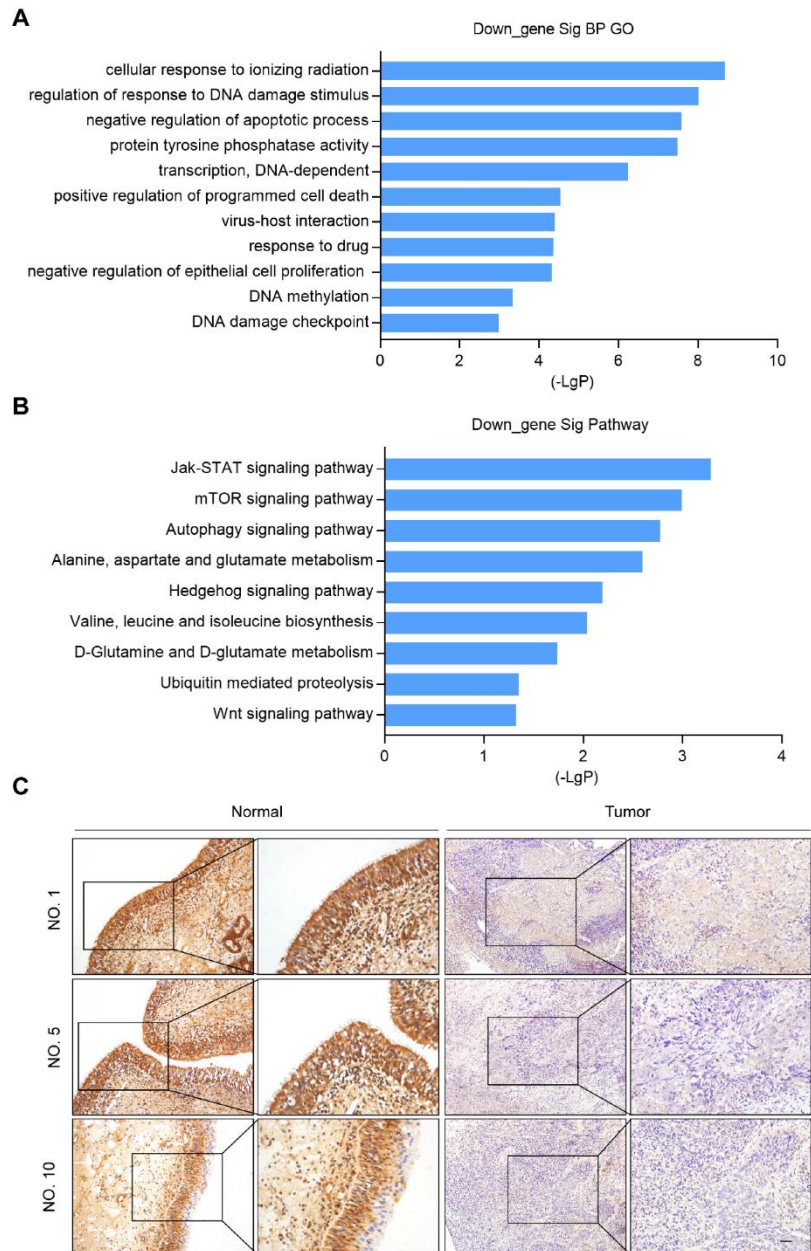 A
Down_gene Sig BP GO
cellular response to ionizing radiation
regulation of response to DNA damage stimulus
negative regulation of apoptotic process
protein tyrosine phosphatase activity
transcription, DNA-dependent
positive regulation of programmed cell death
virus-host interaction
response to drug
negative regulation of epithelial cell proliferation
DNA methylation
DNA damage checkpoint
0 2 4 6 8 10
(-LgP)
B
Down_gene Sig Pathway
Jak-STAT signaling pathway
mTOR signaling pathway
Autophagy signaling pathway
Alanine, aspartate and glutamate metabolism
Hedgehog signaling pathway
Valine, leucine and isoleucine biosynthesis
D-Glutamine and D-glutamate metabolism
Ubiquitin mediated proteolysis
Wnt signaling pathway
0 1 2 3 4
(-LgP)
C
Normal Tumor
NO. 1
NO. 5
NO. 10